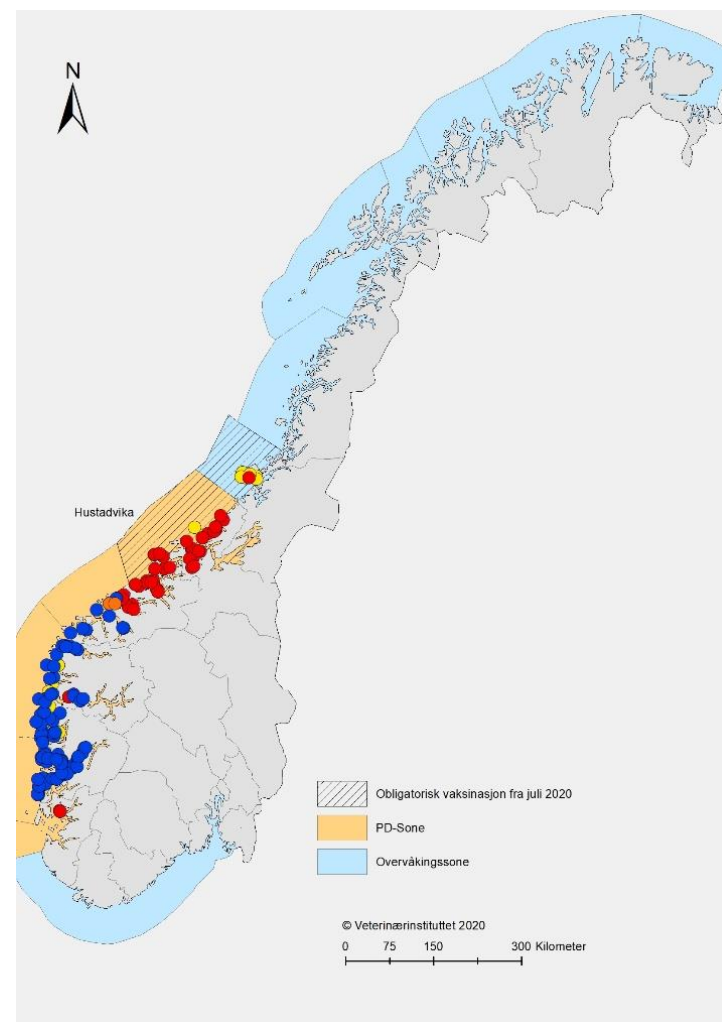 N
Hustadvika
Obligatorisk vaksinasjon fra juli 2020
PD-Sone
Overvåkingssone
© Veterinærinstituttet 2020
0 75 150 300 Kilometer